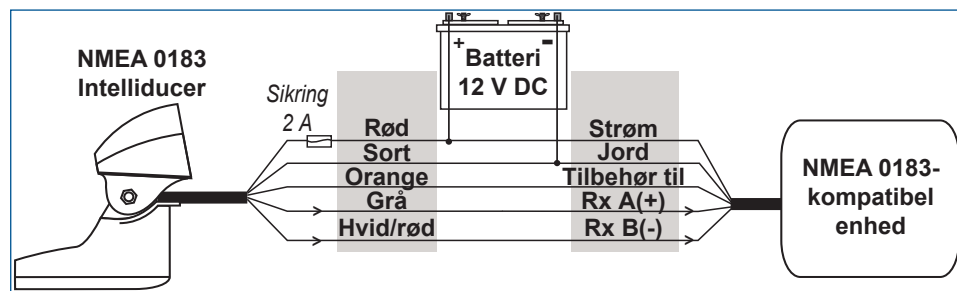 NMEA 0183
Intelliducer
Sikring
2 A
+
-
Batteri
12 V DC
Rød
Strøm
Sort
Jord
Orange
Tilbehør til
Grå
Rx A(+)
Hvid/rød
Rx B(-)
NMEA 0183-
kompatibel
enhed